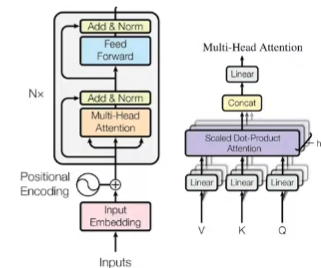 Add & Norm
Feed
Forward
Nx
Add & Norm
Multi-Head
Attention
Positional
Encoding
Input
Embedding
Inputs
Multi-Head Attention
Linear
Concat
Scaled Dot-Product
Attention
h
Linear
Linear
Linear
V
K
Q